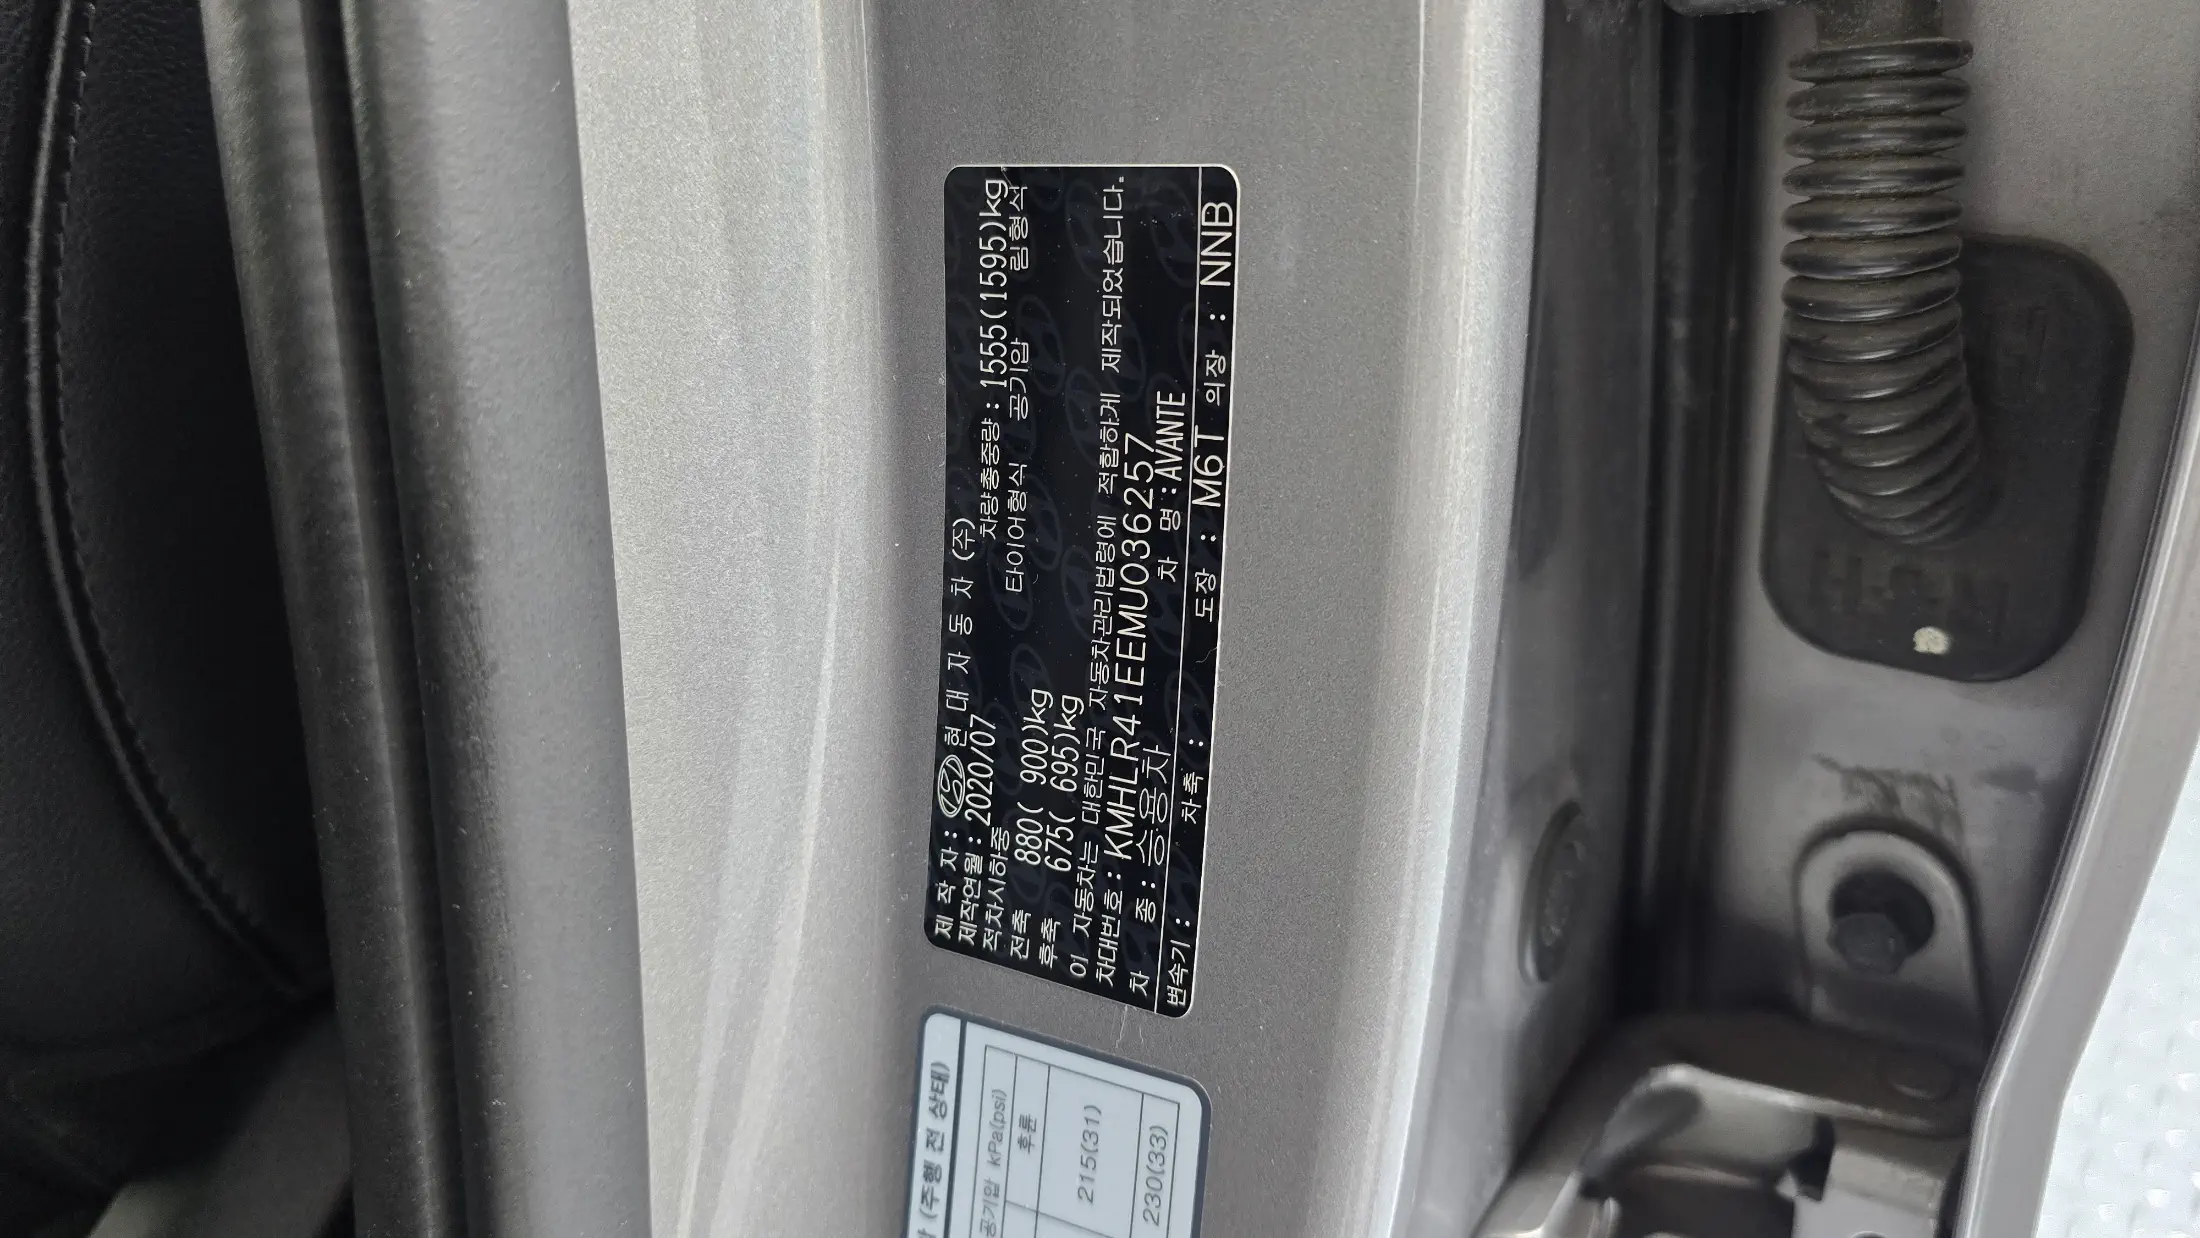 제 작 자 : 현 대 자 동 차 (주)
제작연월 : 2020/07 차량총중량 : 1555(1595)kg
적차시하중 타이어형식 공기압 림형식
전축 880( 900)kg
후축 675( 695)kg
이 자동차는 대한민국 자동차관리법령에 적합하게 제작되었습니다.
차대번호 : KMHLR41EEMU036257
차 종 : 승용차 차 명 : AVANTE
변속기 : 차축 : 도장 : M6T 의장 : NNB
(주행 전 상태)
공기압 kPa(psi)
후륜
215(31)
230(33)